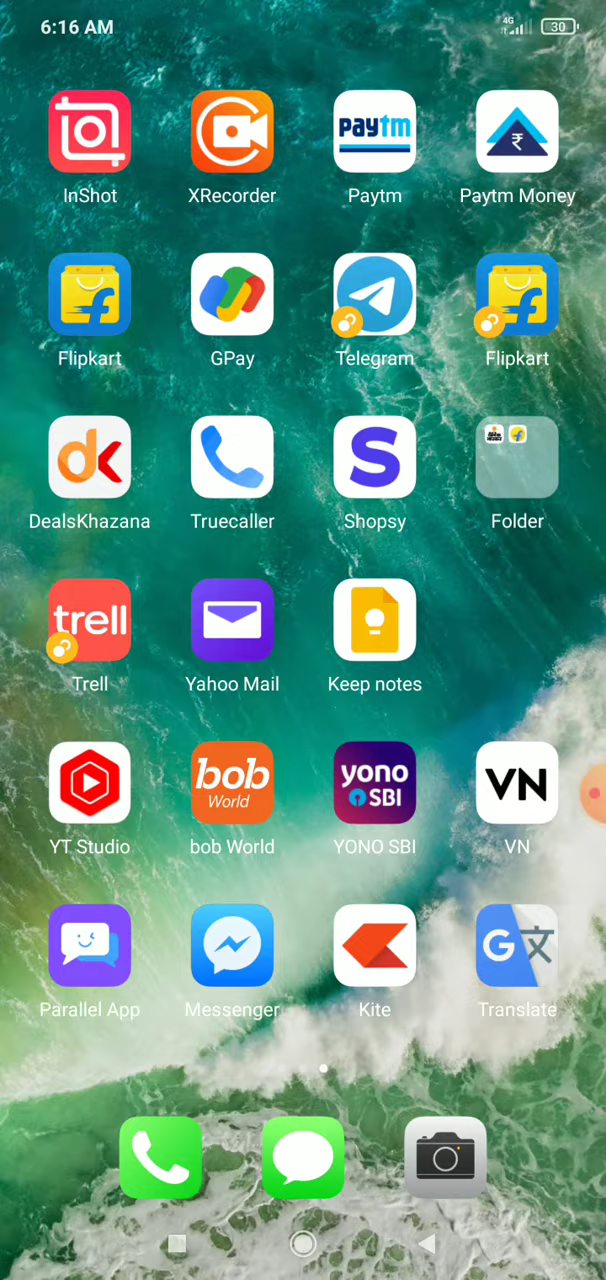 6:16 AM 4G 30
paytm ₹
InShot XRecorder Paytm Paytm Money
Flipkart GPay Telegram Flipkart
dk S
DealsKhazana Truecaller Shopsy Folder
trell
Trell Yahoo Mail Keep notes
bob World yono SBI VN
YT Studio bob World YONO SBI VN
G 文
Parallel App Messenger Kite Translate